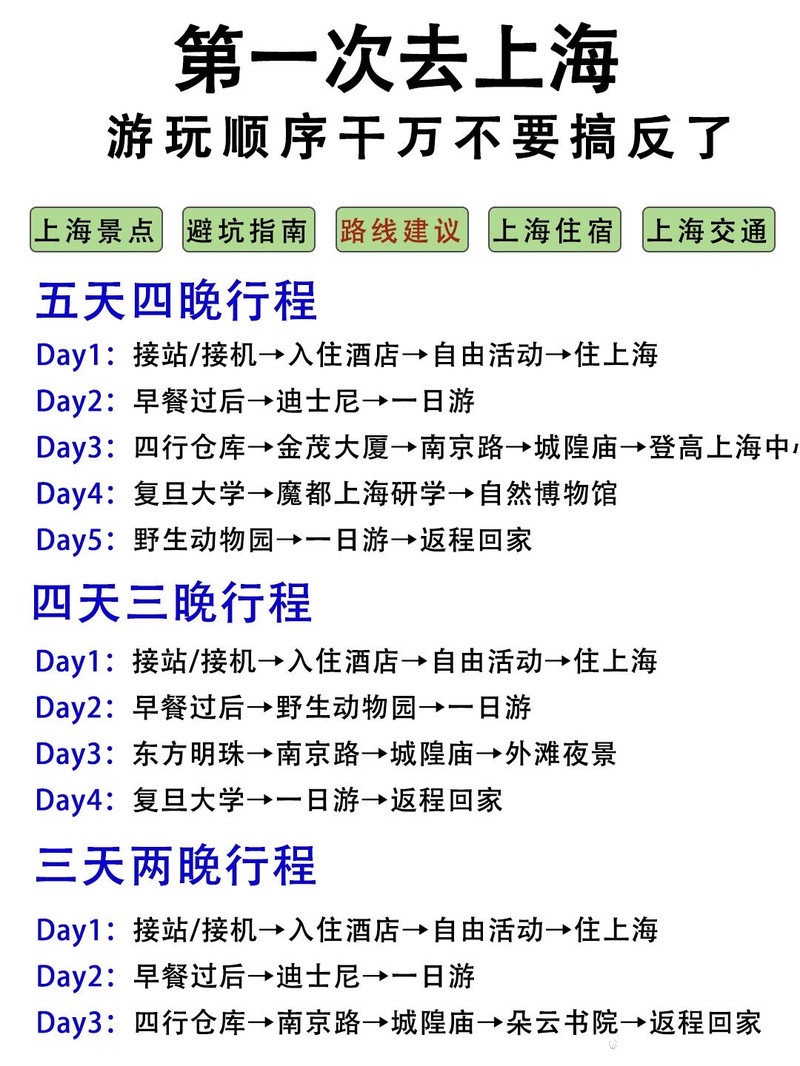 第一次去上海
游玩顺序千万不要搞反了
上海景点 避坑指南 路线建议 上海住宿 上海交通
五天四晚行程
Day1：接站/接机→入住酒店→自由活动→住上海
Day2：早餐过后→迪士尼→一日游
Day3：四行仓库→金茂大厦→南京路→城隍庙→登高上海中
Day4：复旦大学→魔都上海研学→自然博物馆
Day5：野生动物园→一日游→返程回家
四天三晚行程
Day1：接站/接机→入住酒店→自由活动→住上海
Day2：早餐过后→野生动物园→一日游
Day3：东方明珠→南京路→城隍庙→外滩夜景
Day4：复旦大学→一日游→返程回家
三天两晚行程
Day1：接站/接机→入住酒店→自由活动→住上海
Day2：早餐过后→迪士尼→一日游
Day3：四行仓库→南京路→城隍庙→朵云书院→返程回家